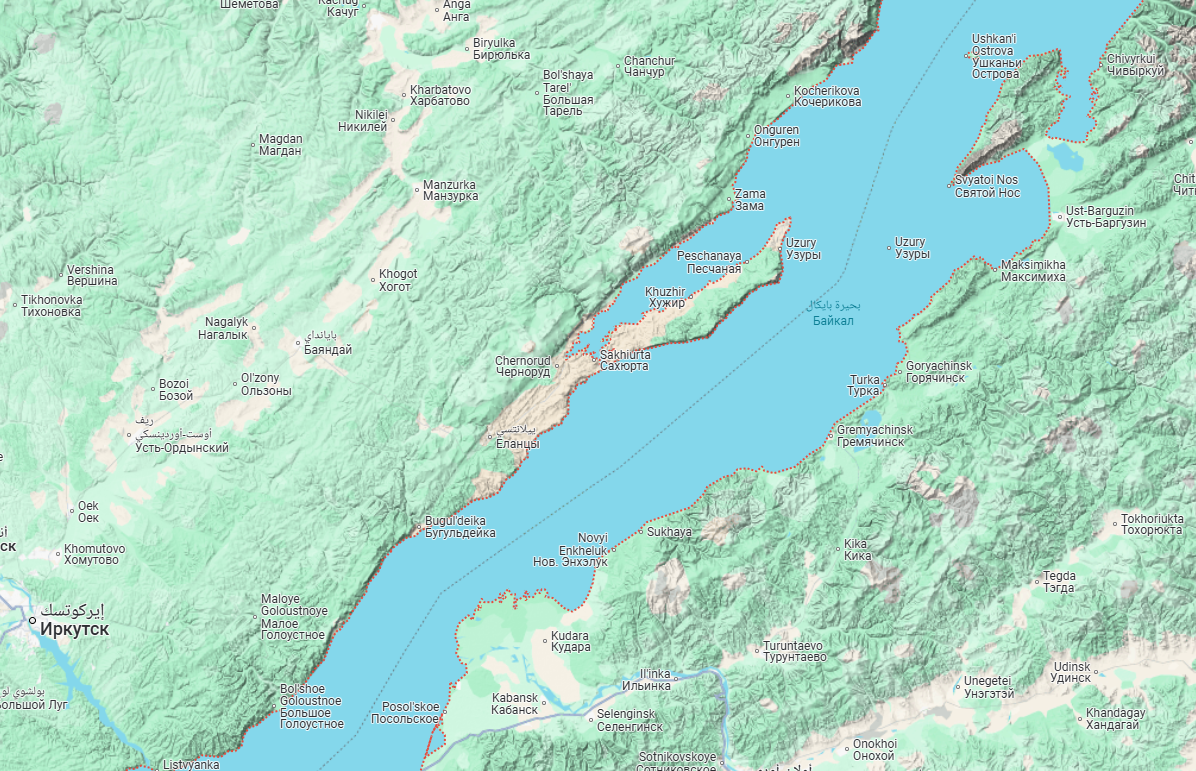 Шеметова
Kachug
Качуг
Anga
Анга
Biryulka
Бирюлька
Chanchur
Чанчур
Bol'shaya
Tarel'
Большая
Тарель
Kharbatovo
Харбатово
Nikilei
Никилей
Magdan
Магдан
Manzurka
Манзурка
Ushkan'i
Ostrova
Ушканьи
Острова
Chivyrkui
Чивыркуй
Kocherikova
Кочерикова
Onguren
Онгурен
Zama
Зама
Svyatoi Nos
Святой Нос
Ust-Barguzin
Усть-Баргузин
Uzury
Узуры
Uzury
Узуры
Peschanaya
Песчаная
Maksimikha
Максимиха
Vershina
Вершина
Khogot
Хогот
Tikhonovka
Тихоновка
Khuzhir
Хужир
بحيرة بايكال
Байкал
Nagalyk
Нагалык
باياندای
Баяндай
Chernorud
Черноруд
Sakhiurta
Сахюрта
Goryachinsk
Горячинск
Turka
Турка
Bozoi
Бозой
Ol'zony
Ользоны
ريف
أوست-أوردينسكي
Усть-Ордынский
ييلانتسي
Еланцы
Gremyachinsk
Гремячинск
Oek
Оек
Bugul'deika
Бугульдейка
Novyi
Enkheluk
Нов. Энхэлук
Sukhaya
Kika
Кика
Tokhoriukta
Тохорюкта
Khomutovo
Хомутово
Tegda
Тэгда
إيركوتسك
Иркутск
Maloye
Goloustnoye
Малое
Голоустное
Kudara
Кудара
Turuntaevo
Турунтаево
Il'inka
Ильинка
Udinsk
Удинск
Unegetei
Унэгэтэй
Bol'shoe
Goloustnoe
Большое
Голоустное
Posol'skoe
Посольское
Kabansk
Кабанск
Selenginsk
Селенгинск
Khandagay
Хандагай
Onokhoi
Онохой
Sotnikovskoye
Сотниковское
Listvyanka